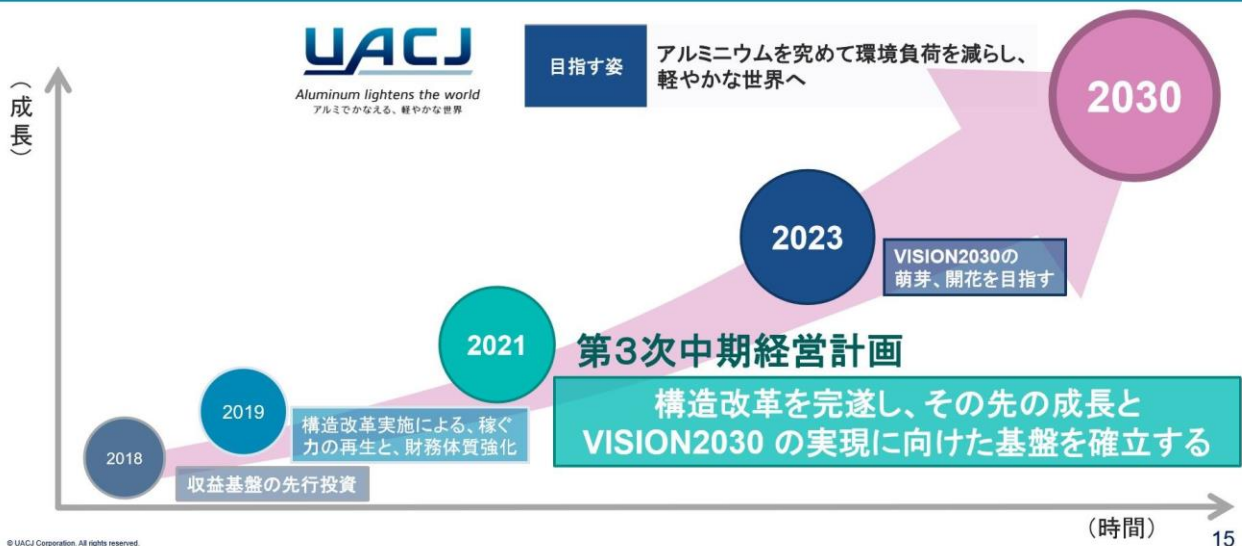 UACJ
Aluminum lightens the world
アルミでかなえる、軽やかな世界
目指す姿
アルミニウムを究めて環境負荷を減らし、
軽やかな世界へ
(成長)
2030
2023
VISION2030の
萌芽、開花を目指す
2021
第3次中期経営計画
構造改革を完遂し、その先の成長と
VISION2030 の実現に向けた基盤を確立する
2019
構造改革実施による、稼ぐ
力の再生と、財務体質強化
2018
収益基盤の先行投資
(時間)
© UACJ Corporation. All rights reserved.
15